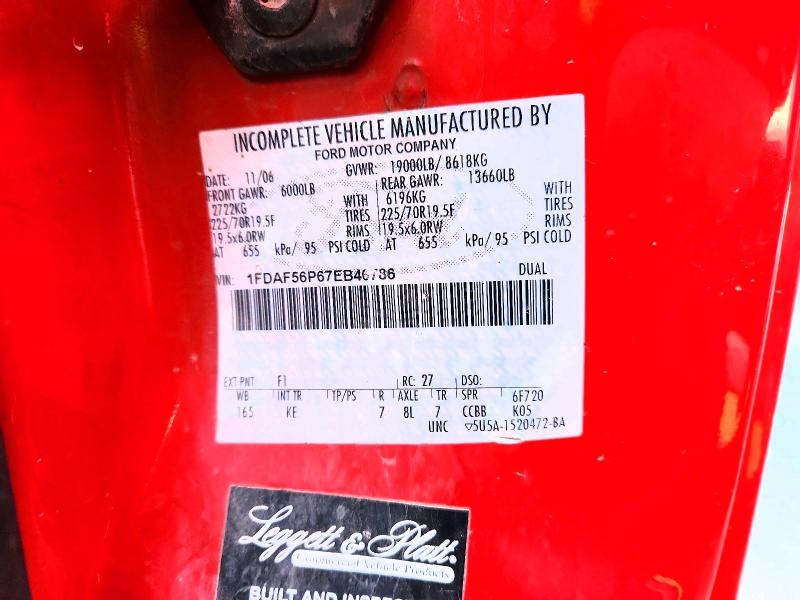 INCOMPLETE VEHICLE MANUFACTURED BY
FORD MOTOR COMPANY
DATE: 11/06 GVWR: 19000LB/ 8618KG
FRONT GAWR: 6000LB REAR GAWR: 13660LB
2722KG WITH 6196KG WITH
225/70R19.5F TIRES 225/70R19.5F TIRES
19.5x6.0RW RIMS 19.5x6.0RW RIMS
AT 655 kPa/ 95 PSI COLD AT 655 kPa/ 95 PSI COLD
VIN: 1FDAF56P67EB46786 DUAL
EXT PNT: F1 RC: 27 DSO:
WB INT TR TP/PS R AXLE TR SPR 6F720
165 KE 7 8L 7 CCBB K05
UNC ▽5U5A-1520472-BA
Leggett & Platt.
Commercial Vehicle Products
BUILT AND